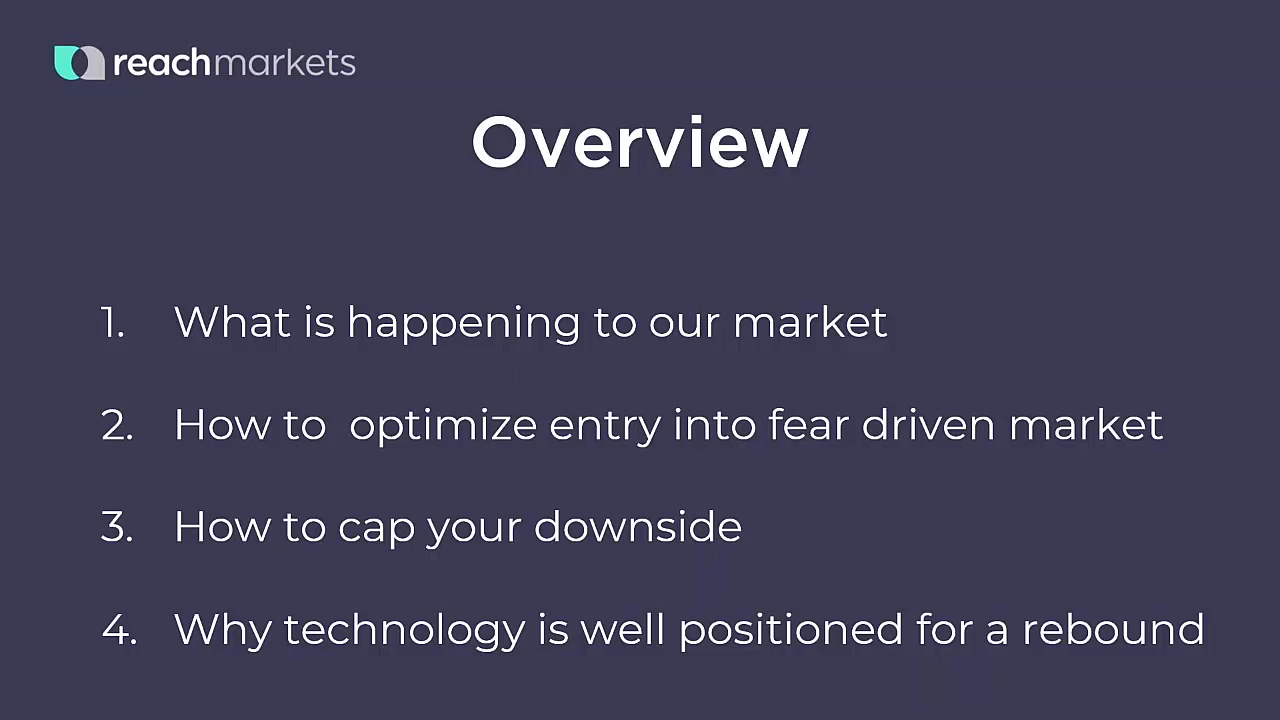 reachmarkets
Overview
1. What is happening to our market
2. How to  optimize entry into fear driven market
3. How to cap your downside
4. Why technology is well positioned for a rebound